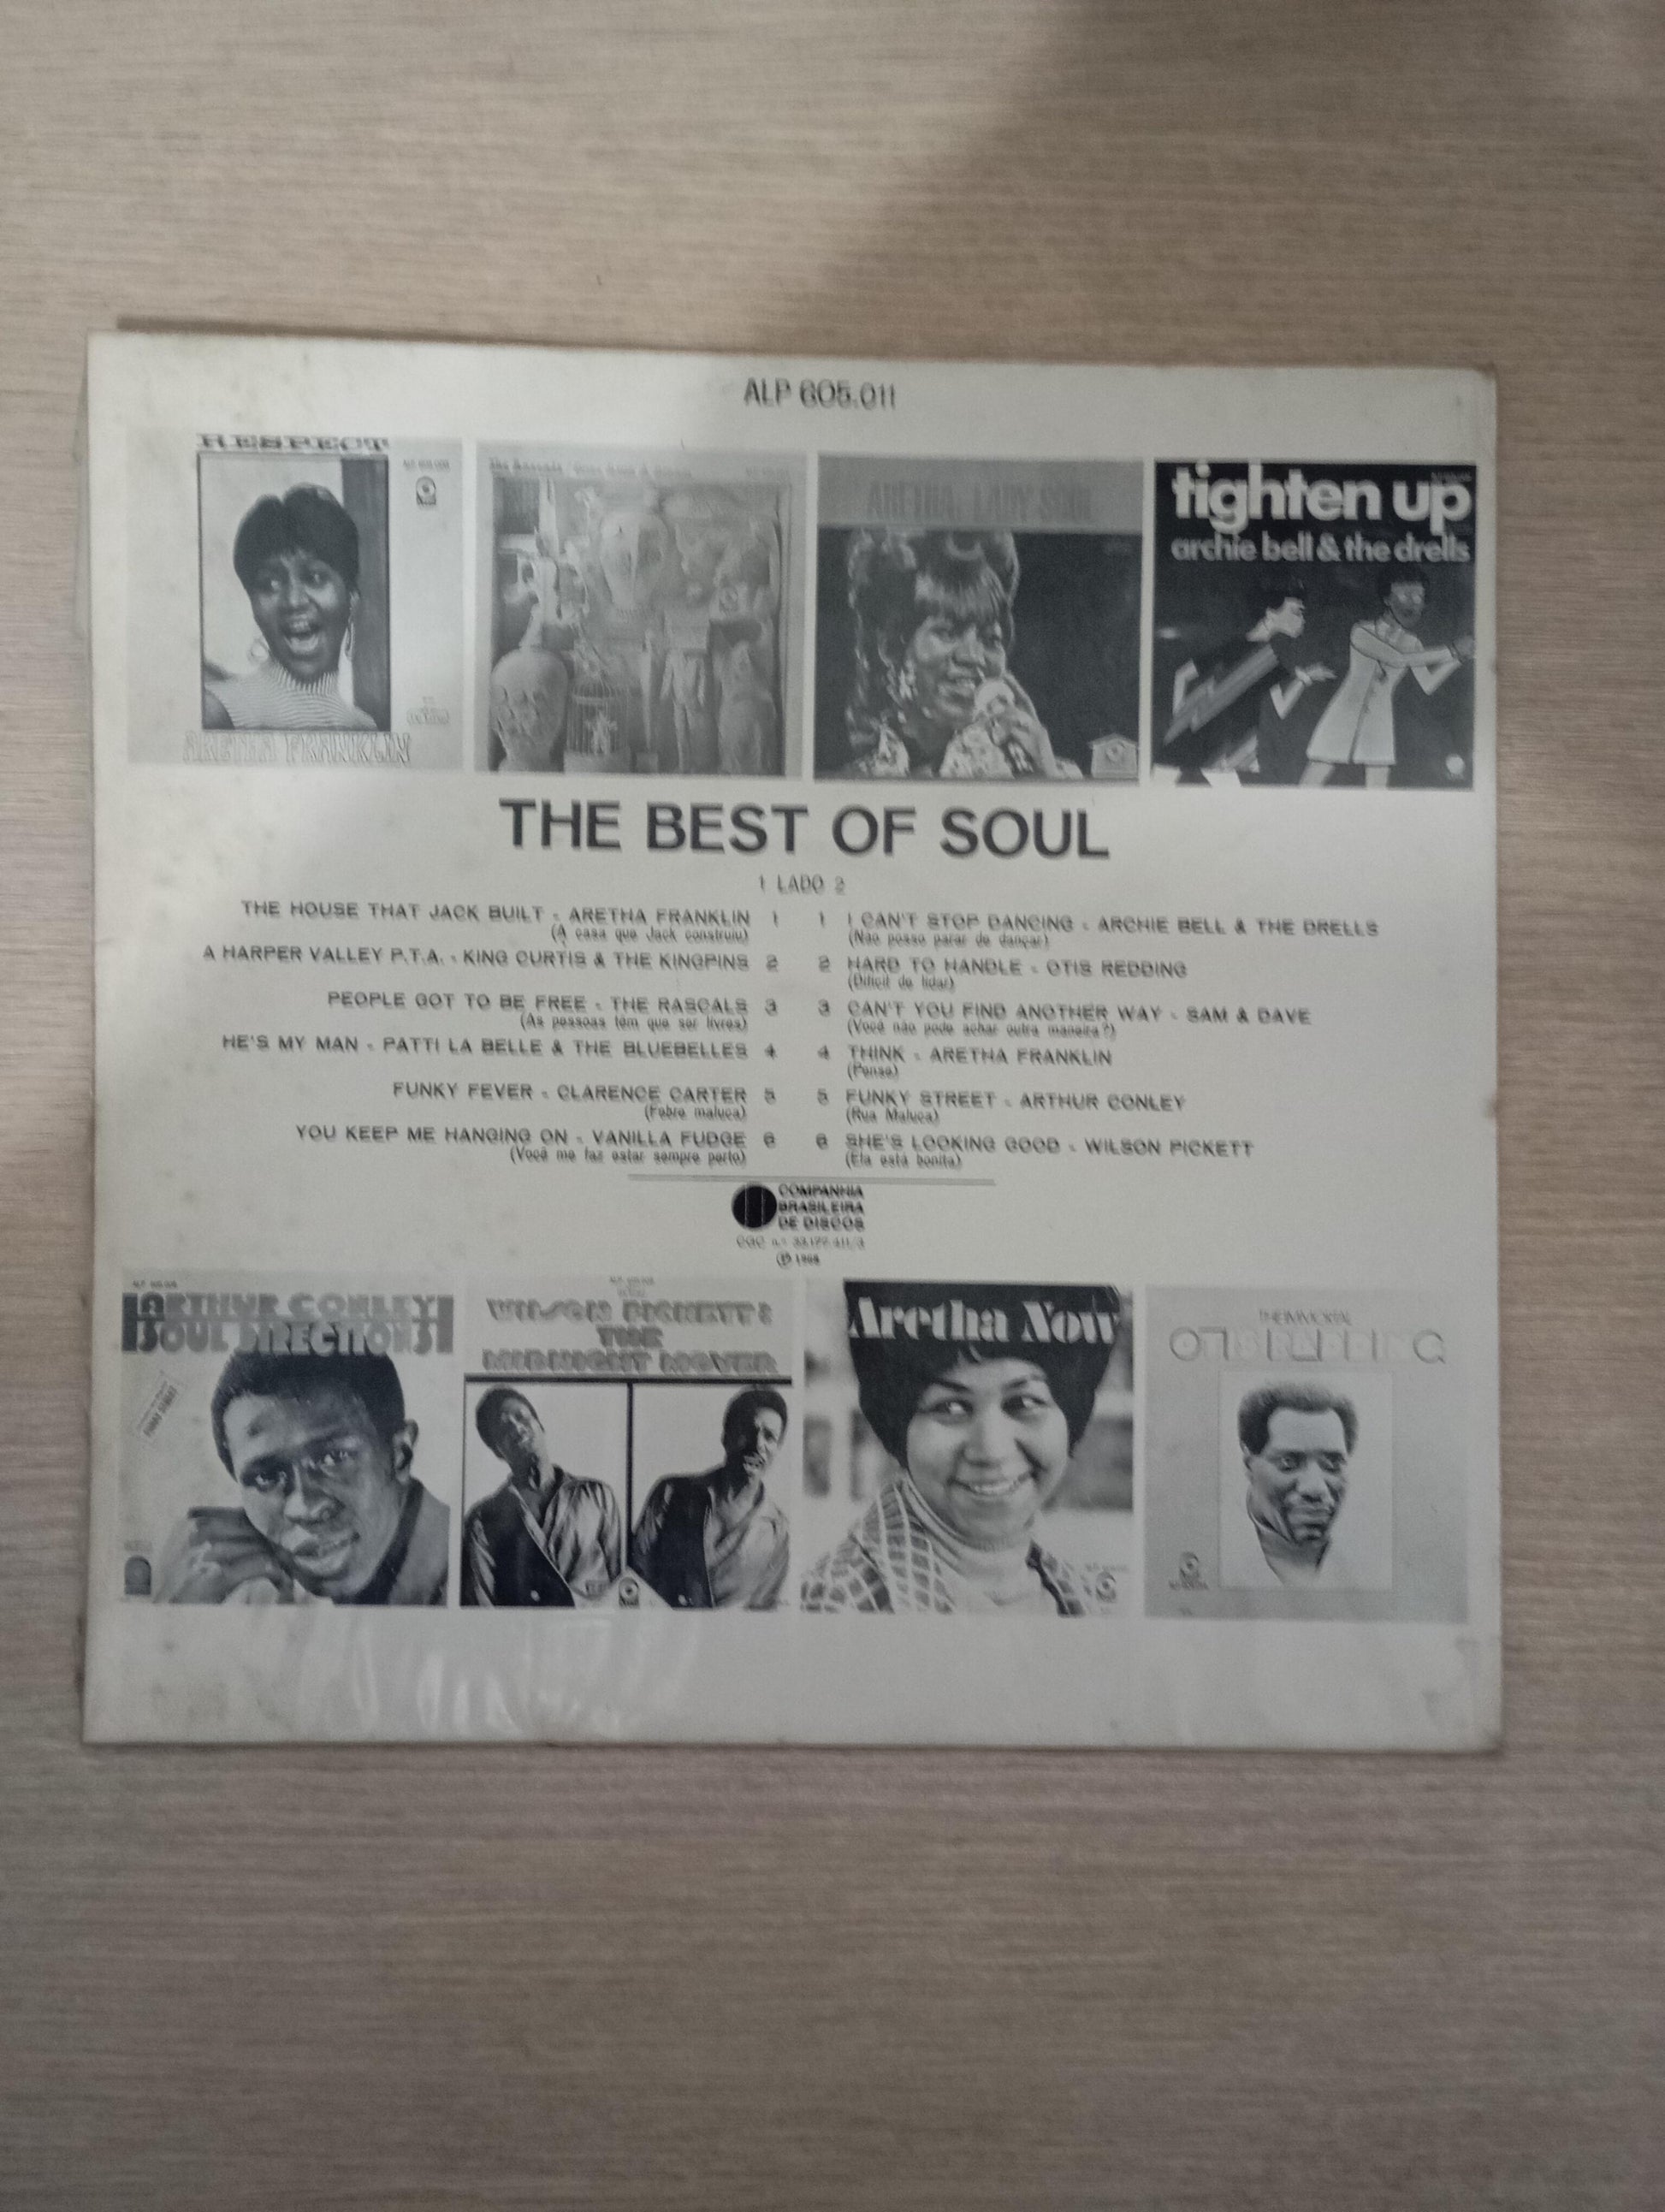 ALP 605.011
RESPECT
ARETHA FRANKLIN
ARETHA: LADY SOUL
tighten up
archie bell & the drells
THE BEST OF SOUL
1 LADO 2
THE HOUSE THAT JACK BUILT - ARETHA FRANKLIN 1
(A casa que Jack construiu)
A HARPER VALLEY P.T.A. - KING CURTIS & THE KINGPINS 2
PEOPLE GOT TO BE FREE - THE RASCALS 3
(As pessoas têm que ser livres)
HE'S MY MAN - PATTI LA BELLE & THE BLUEBELLES 4
FUNKY FEVER - CLARENCE CARTER 5
(Febre maluca)
YOU KEEP ME HANGING ON - VANILLA FUDGE 6
(Você me faz estar sempre perto)
1 I CAN'T STOP DANCING - ARCHIE BELL & THE DRELLS
(Não posso parar de dançar)
2 HARD TO HANDLE - OTIS REDDING
(Difícil de lidar)
3 CAN'T YOU FIND ANOTHER WAY - SAM & DAVE
(Você não pode achar outra maneira?)
4 THINK - ARETHA FRANKLIN
(Pense)
5 FUNKY STREET - ARTHUR CONLEY
(Rua Maluca)
6 SHE'S LOOKING GOOD - WILSON PICKETT
(Ela está bonita)
COMPANHIA
BRASILEIRA
DE DISCOS
℗ 1968
ARTHUR CONLEY
SOUL DIRECTIONS
WILSON PICKETT:
THE
MIDNIGHT MOVER
Aretha Now
THE IMMORTAL